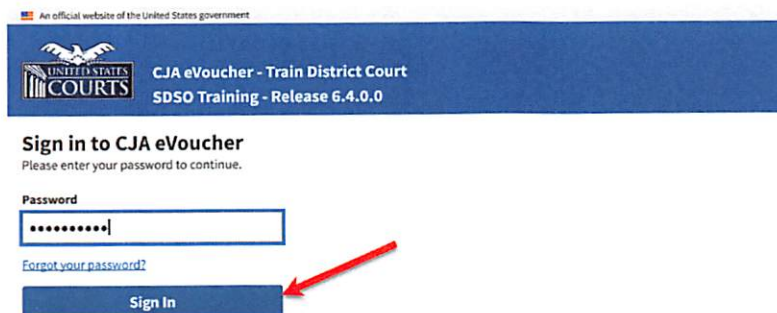 An official website of the United States government
UNITED STATES
COURTS
CJA eVoucher - Train District Court
SDSO Training - Release 6.4.0.0
Sign in to CJA eVoucher
Please enter your password to continue.
Password
••••••••••
Forgot your password?
Sign In